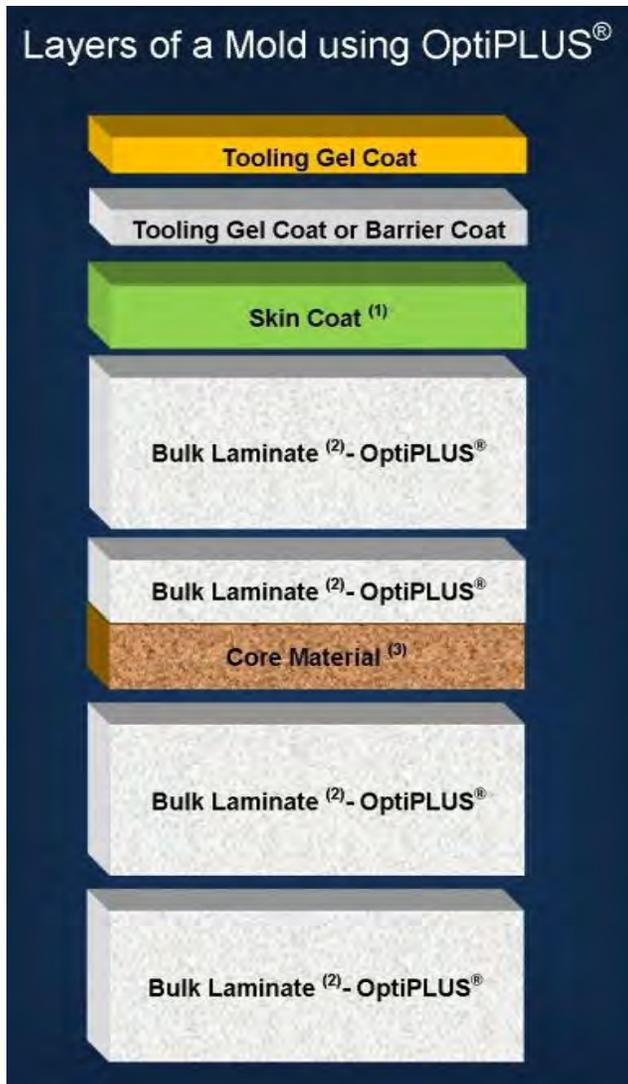 Layers of a Mold using OptiPLUS®
Tooling Gel Coat
Tooling Gel Coat or Barrier Coat
Skin Coat (1)
Bulk Laminate (2)- OptiPLUS®
Bulk Laminate (2)- OptiPLUS®
Core Material (3)
Bulk Laminate (2)- OptiPLUS®
Bulk Laminate (2)- OptiPLUS®